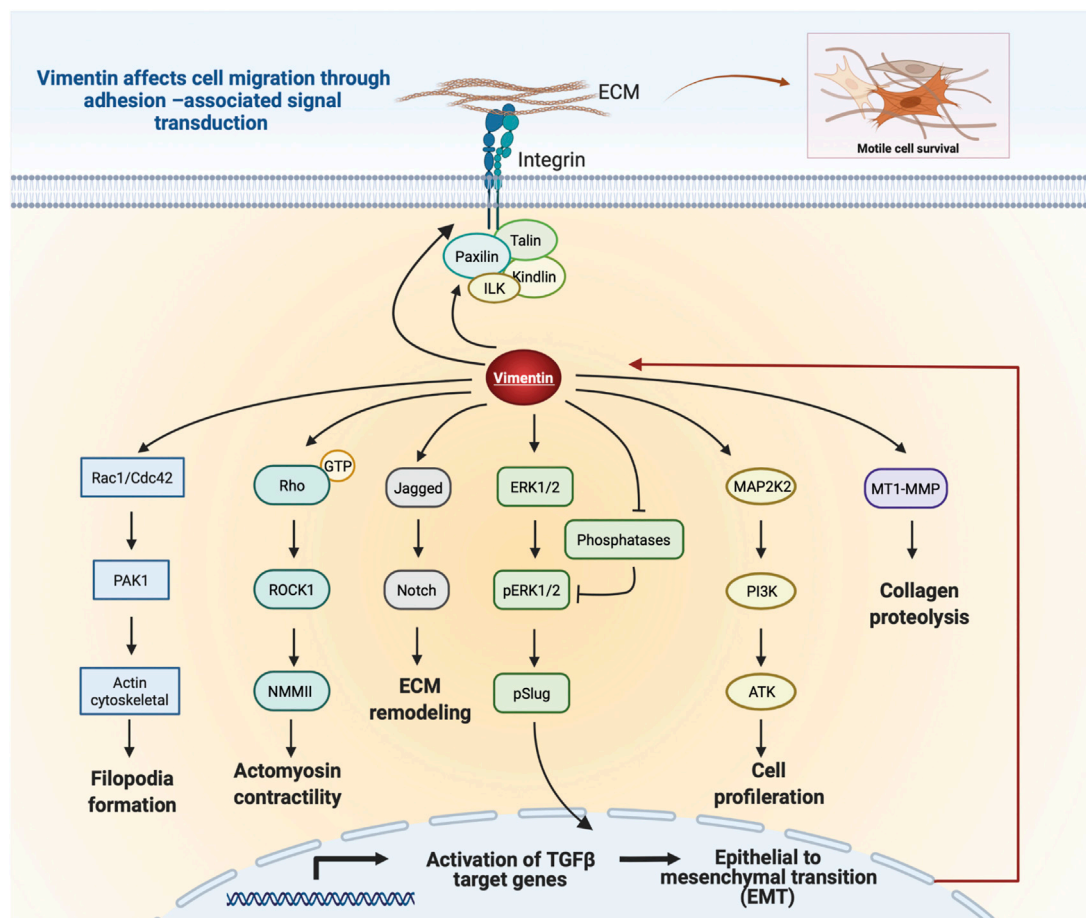 Vimentin affects cell migration through
adhesion –associated signal
transduction
ECM
Motile cell survival
Integrin
Talin
Paxilin
Kindlin
ILK
Vimentin
Rac1/Cdc42
GTP
Rho
Jagged
ERK1/2
MAP2K2
MT1-MMP
Phosphatases
PAK1
ROCK1
Notch
pERK1/2
PI3K
Collagen
proteolysis
Actin
cytoskeletal
NMMII
ECM
remodeling
pSlug
ATK
Filopodia
formation
Actomyosin
contractility
Cell
profileration
Activation of TGFβ
target genes
Epithelial to
mesenchymal transition
(EMT)